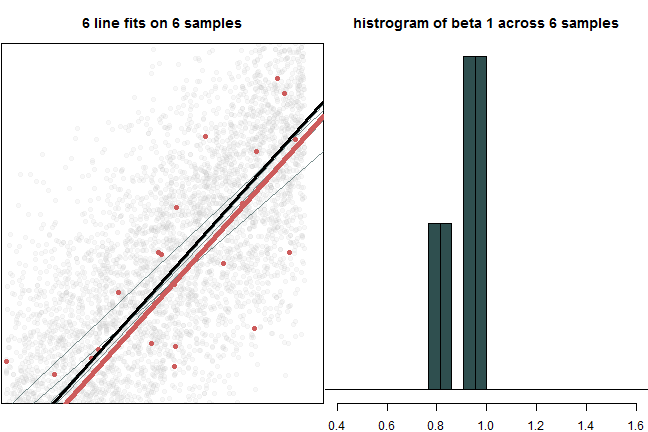 6 line fits on 6 samples
histrogram of beta 1 across 6 samples
0.4 0.6 0.8 1.0 1.2 1.4 1.6